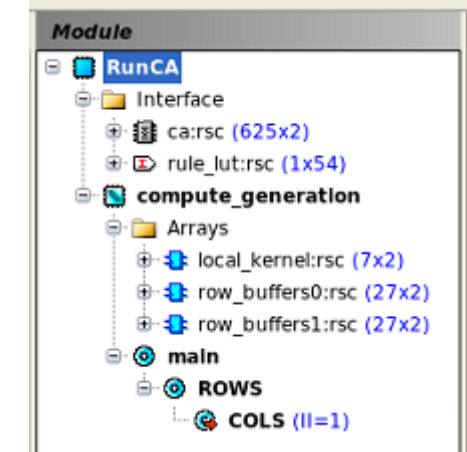 Module
RunCA
Interface
ca:rsc (625x2)
rule_lut:rsc (1x54)
compute_generation
Arrays
local_kernel:rsc (7x2)
row_buffers0:rsc (27x2)
row_buffers1:rsc (27x2)
main
ROWS
COLS (II=1)